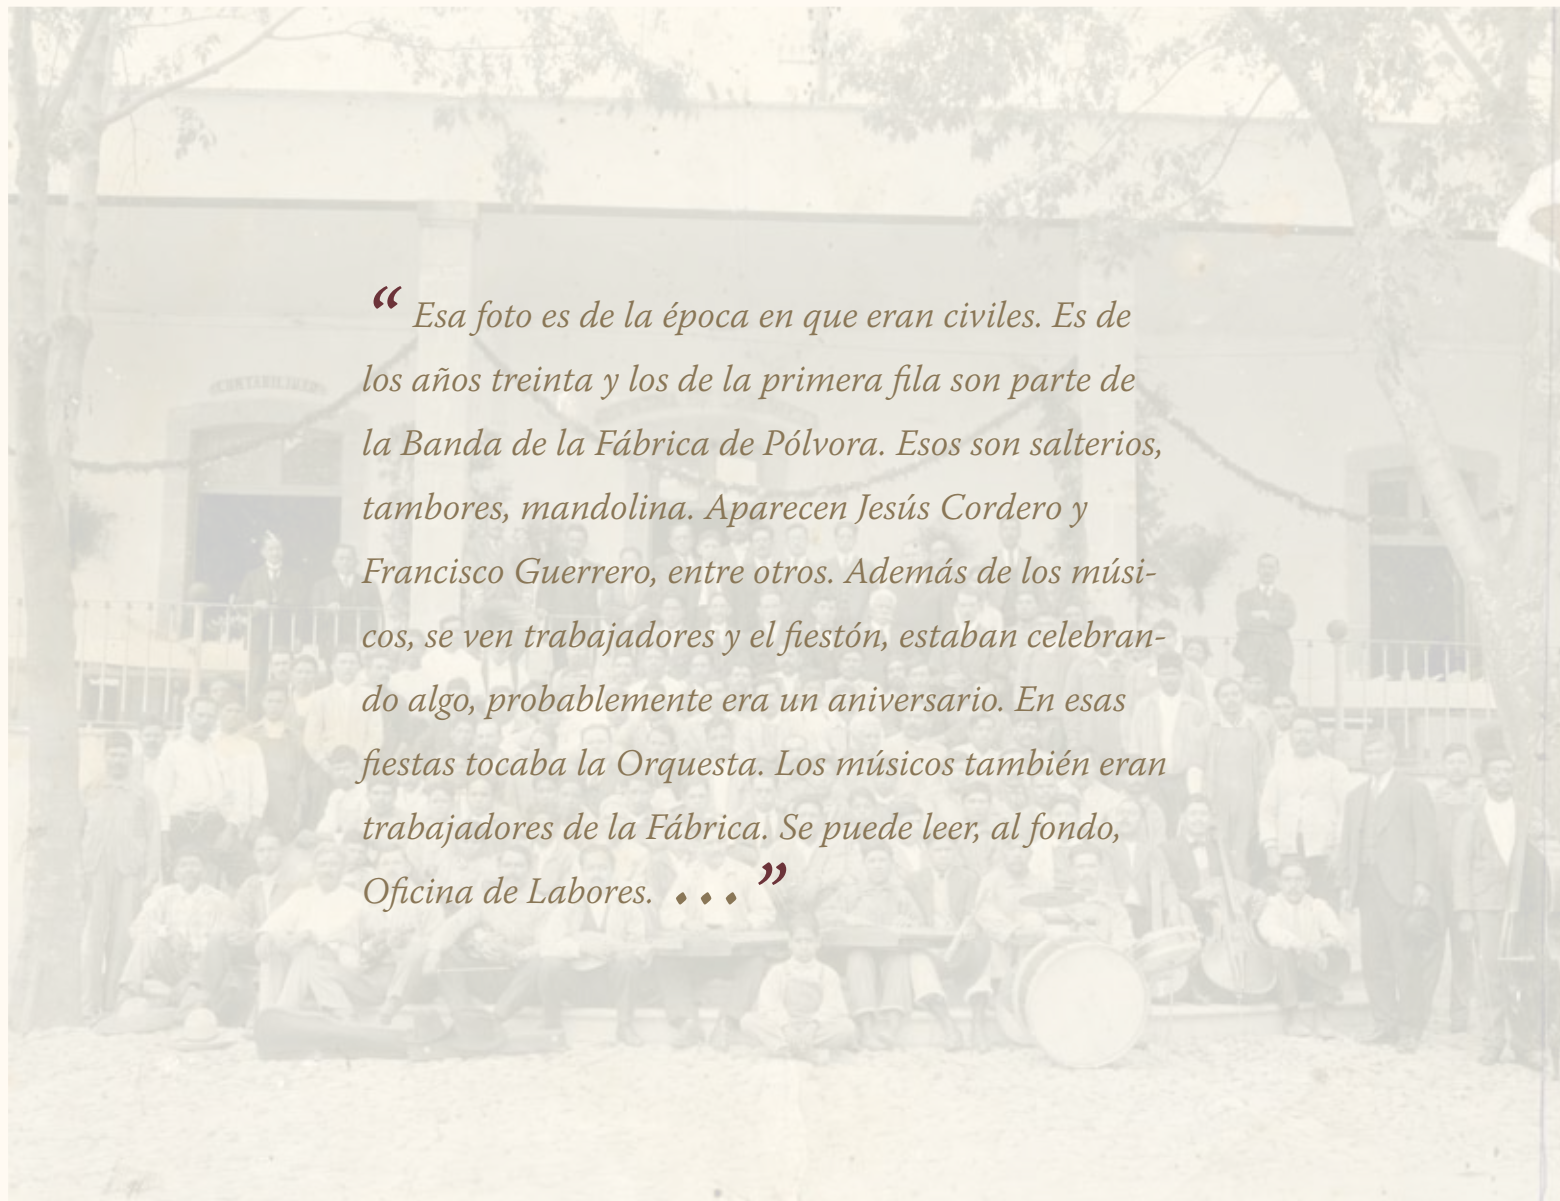 “ Esa foto es de la época en que eran civiles. Es de
los años treinta y los de la primera fila son parte de
la Banda de la Fábrica de Pólvora. Esos son salterios,
tambores, mandolina. Aparecen Jesús Cordero y
Francisco Guerrero, entre otros. Además de los músi-
cos, se ven trabajadores y el fiestón, estaban celebran-
do algo, probablemente era un aniversario. En esas
fiestas tocaba la Orquesta. Los músicos también eran
trabajadores de la Fábrica. Se puede leer, al fondo,
Oficina de Labores. ...”